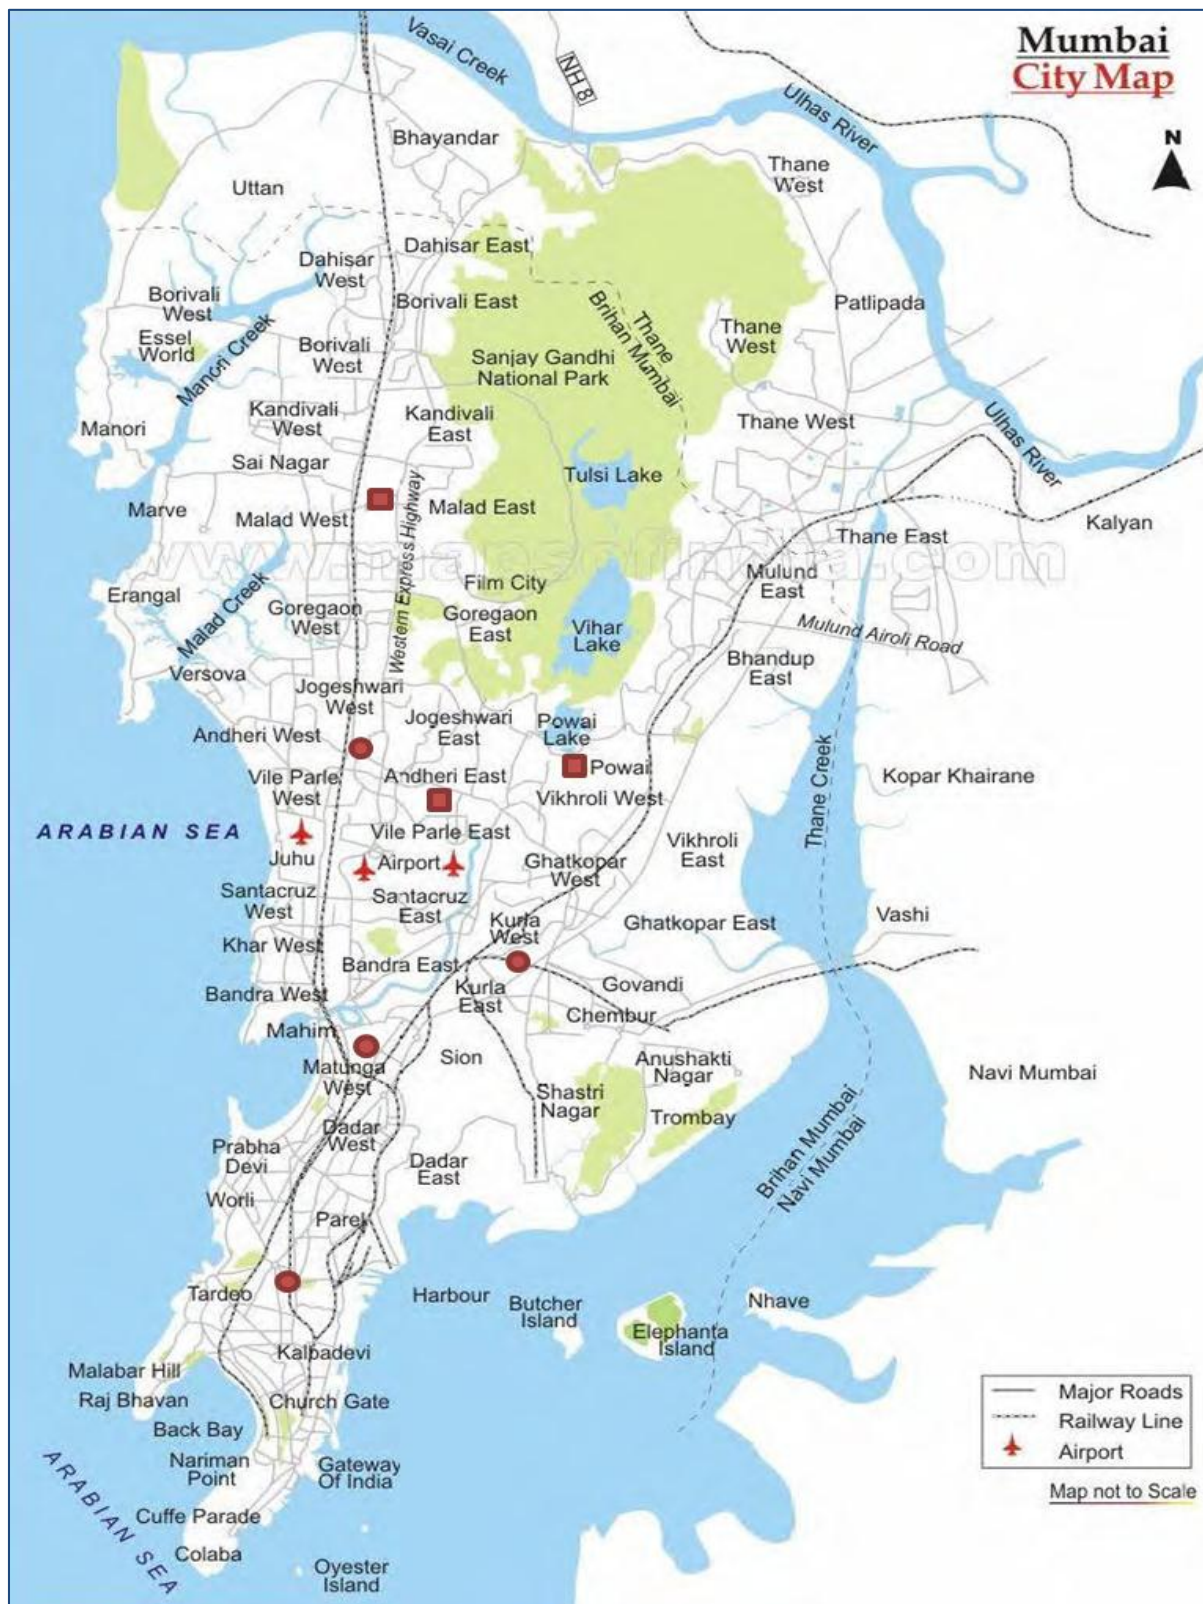 Mumbai
City Map
N
Vasai Creek
NH 8
Ulhas River
Bhayandar
Thane
West
Uttan
Dahisar East
Dahisar
West
Borivali
West
Borivali East
Patlipada
Essel
World
Manori Creek
Borivali
West
Thane
Brihan Mumbai
Thane
West
Sanjay Gandhi
National Park
Kandivali
West
Kandivali
East
Manori
Thane West
Ulhas River
Sai Nagar
Tulsi Lake
Marve
Malad West
Western Express Highway
Malad East
Thane East
Kalyan
www.mapsofindia.com
Erangal
Malad Creek
Goregaon
West
Film City
Goregaon
East
Vihar
Lake
Mulund
East
Mulund Airoli Road
Bhandup
East
Versova
Jogeshwari
West
Jogeshwari
East
Powai
Lake
Andheri West
Andheri East
Powai
Thane Creek
Kopar Khairane
Vile Parle
West
Vikhroli West
ARABIAN SEA
Vile Parle East
Vikhroli
East
Juhu
Airport
Ghatkopar
West
Santacruz
West
Santacruz
East
Kurla
West
Ghatkopar East
Vashi
Khar West
Bandra East
Kurla
East
Govandi
Bandra West
Chembur
Mahim
Matunga
West
Sion
Anushakti
Nagar
Navi Mumbai
Shastri
Nagar
Trombay
Dadar
West
Brihan Mumbai
Navi Mumbai
Prabha
Devi
Dadar
East
Worli
Parel
Tardeo
Harbour
Butcher
Island
Nhave
Elephanta
Island
Kalpadevi
Malabar Hill
Raj Bhavan
Church Gate
Back Bay
Nariman
Point
Gateway
Of India
ARABIAN SEA
Cuffe Parade
Colaba
Oyester
Island
Major Roads
Railway Line
Airport
Map not to Scale